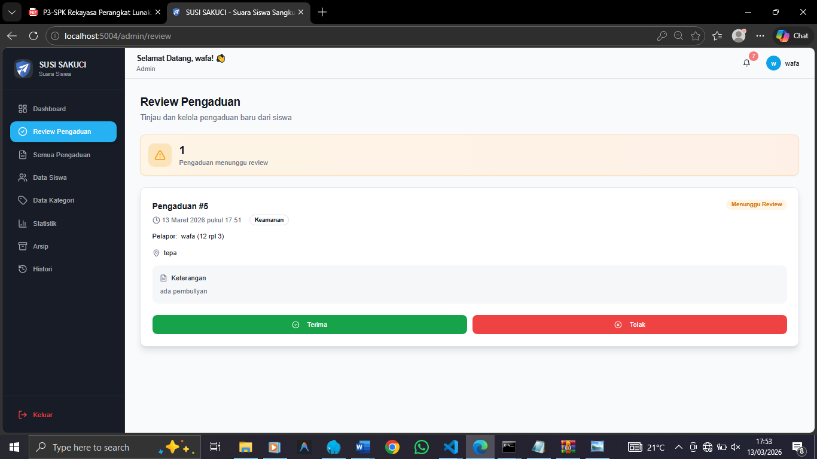 P3-SPK Rekayasa Perangkat Lunak
SUSI SAKUCI - Suara Siswa Sangku
localhost:5004/admin/review
Chat
SUSI SAKUCI
Suara Siswa
Dashboard
Review Pengaduan
Semua Pengaduan
Data Siswa
Data Kategori
Statistik
Arsip
Histori
Keluar
Selamat Datang, wafa!
Admin
7
w
wafa
Review Pengaduan
Tinjau dan kelola pengaduan baru dari siswa
1
Pengaduan menunggu review
Pengaduan #5
Menunggu Review
13 Maret 2026 pukul 17.51
Keamanan
Pelapor: wafa (12 rpl 3)
tepa
Keterangan
ada pembullyan
Terima
Tolak
Type here to search
21°C
17:53
13/03/2026
8